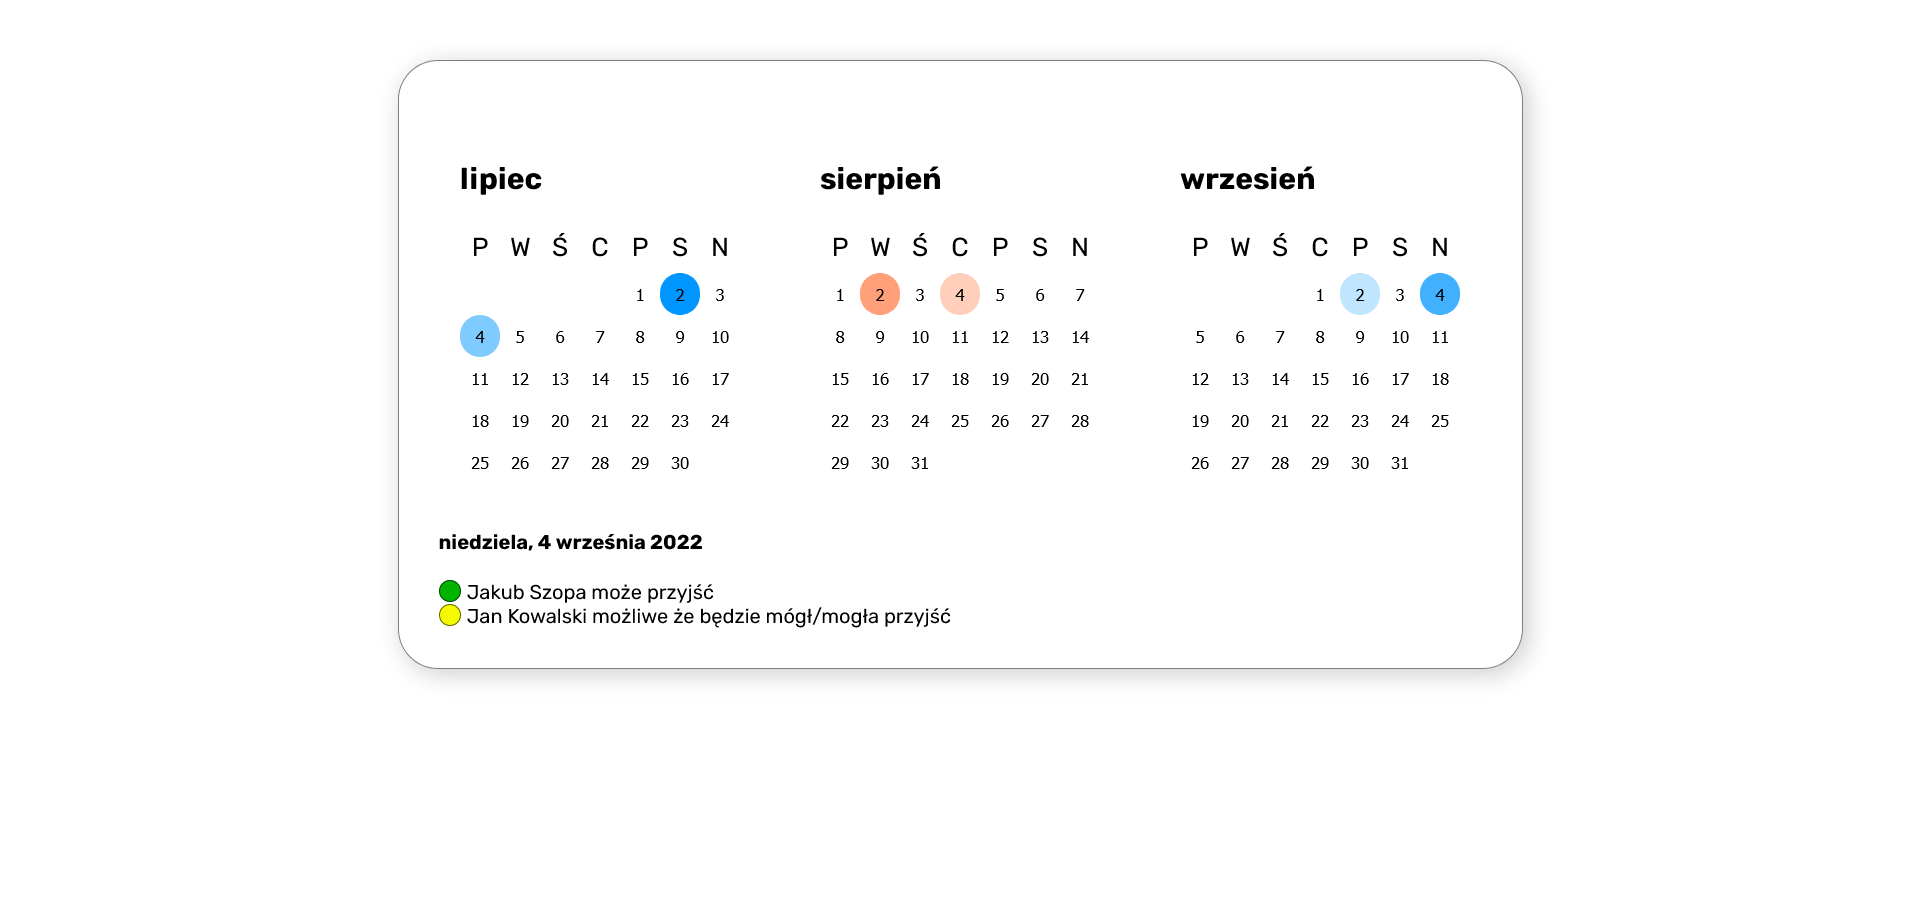 lipiec
P W Ś C P S N
1 2 3
4 5 6 7 8 9 10
11 12 13 14 15 16 17
18 19 20 21 22 23 24
25 26 27 28 29 30
sierpień
P W Ś C P S N
1 2 3 4 5 6 7
8 9 10 11 12 13 14
15 16 17 18 19 20 21
22 23 24 25 26 27 28
29 30 31
wrzesień
P W Ś C P S N
1 2 3 4
5 6 7 8 9 10 11
12 13 14 15 16 17 18
19 20 21 22 23 24 25
26 27 28 29 30 31
niedziela, 4 września 2022
Jakub Szopa może przyjść
Jan Kowalski możliwe że będzie mógł/mogła przyjść